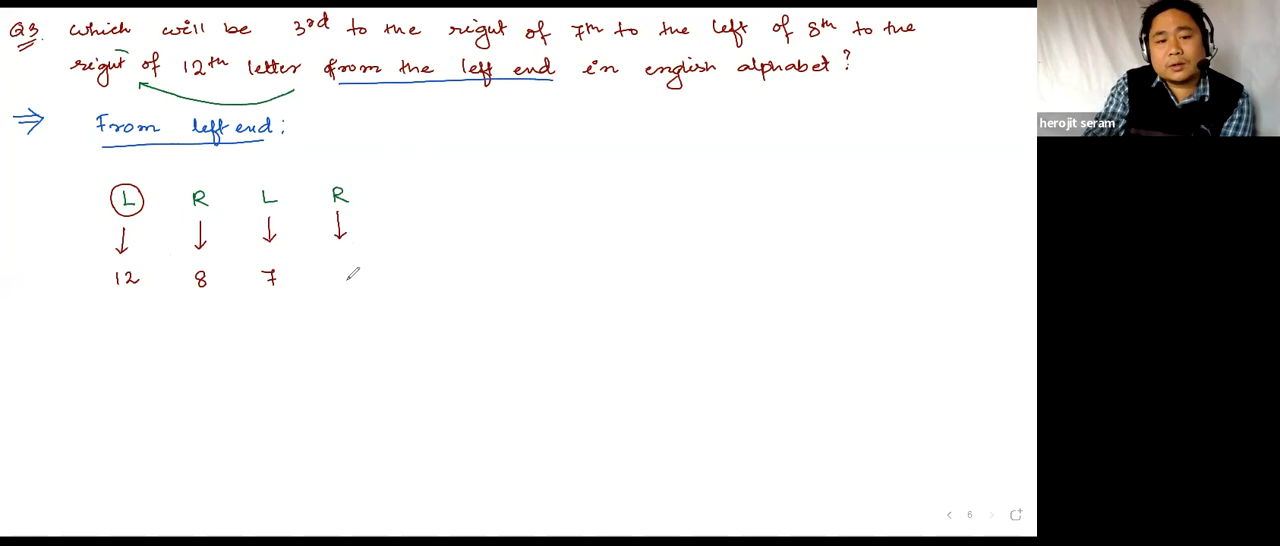 Q3. Which will be 3rd to the right of 7th to the left of 8th to the
right of 12th letter from the left end in english alphabet?
⇒ From left end:
L R L R
12 8 7
herojit seram
6